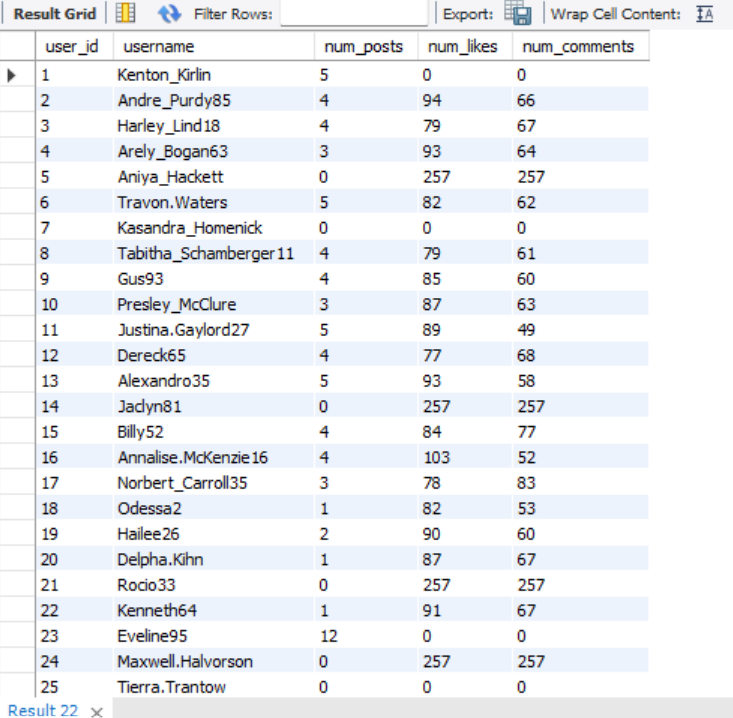 Result Grid Filter Rows: Export: Wrap Cell Content: IA
user_id username num_posts num_likes num_comments
1 Kenton_Kirlin 5 0 0
2 Andre_Purdy85 4 94 66
3 Harley_Lind18 4 79 67
4 Arely_Bogan63 3 93 64
5 Aniya_Hackett 0 257 257
6 Travon.Waters 5 82 62
7 Kasandra_Homenick 0 0 0
8 Tabitha_Schamberger11 4 79 61
9 Gus93 4 85 60
10 Presley_McClure 3 87 63
11 Justina.Gaylord27 5 89 49
12 Dereck65 4 77 68
13 Alexandro35 5 93 58
14 Jaclyn81 0 257 257
15 Billy52 4 84 77
16 Annalise.McKenzie16 4 103 52
17 Norbert_Carroll35 3 78 83
18 Odessa2 1 82 53
19 Hailee26 2 90 60
20 Delpha.Kihn 1 87 67
21 Rocio33 0 257 257
22 Kenneth64 1 91 67
23 Eveline95 12 0 0
24 Maxwell.Halvorson 0 257 257
25 Tierra.Trantow 0 0 0
Result 22 ×